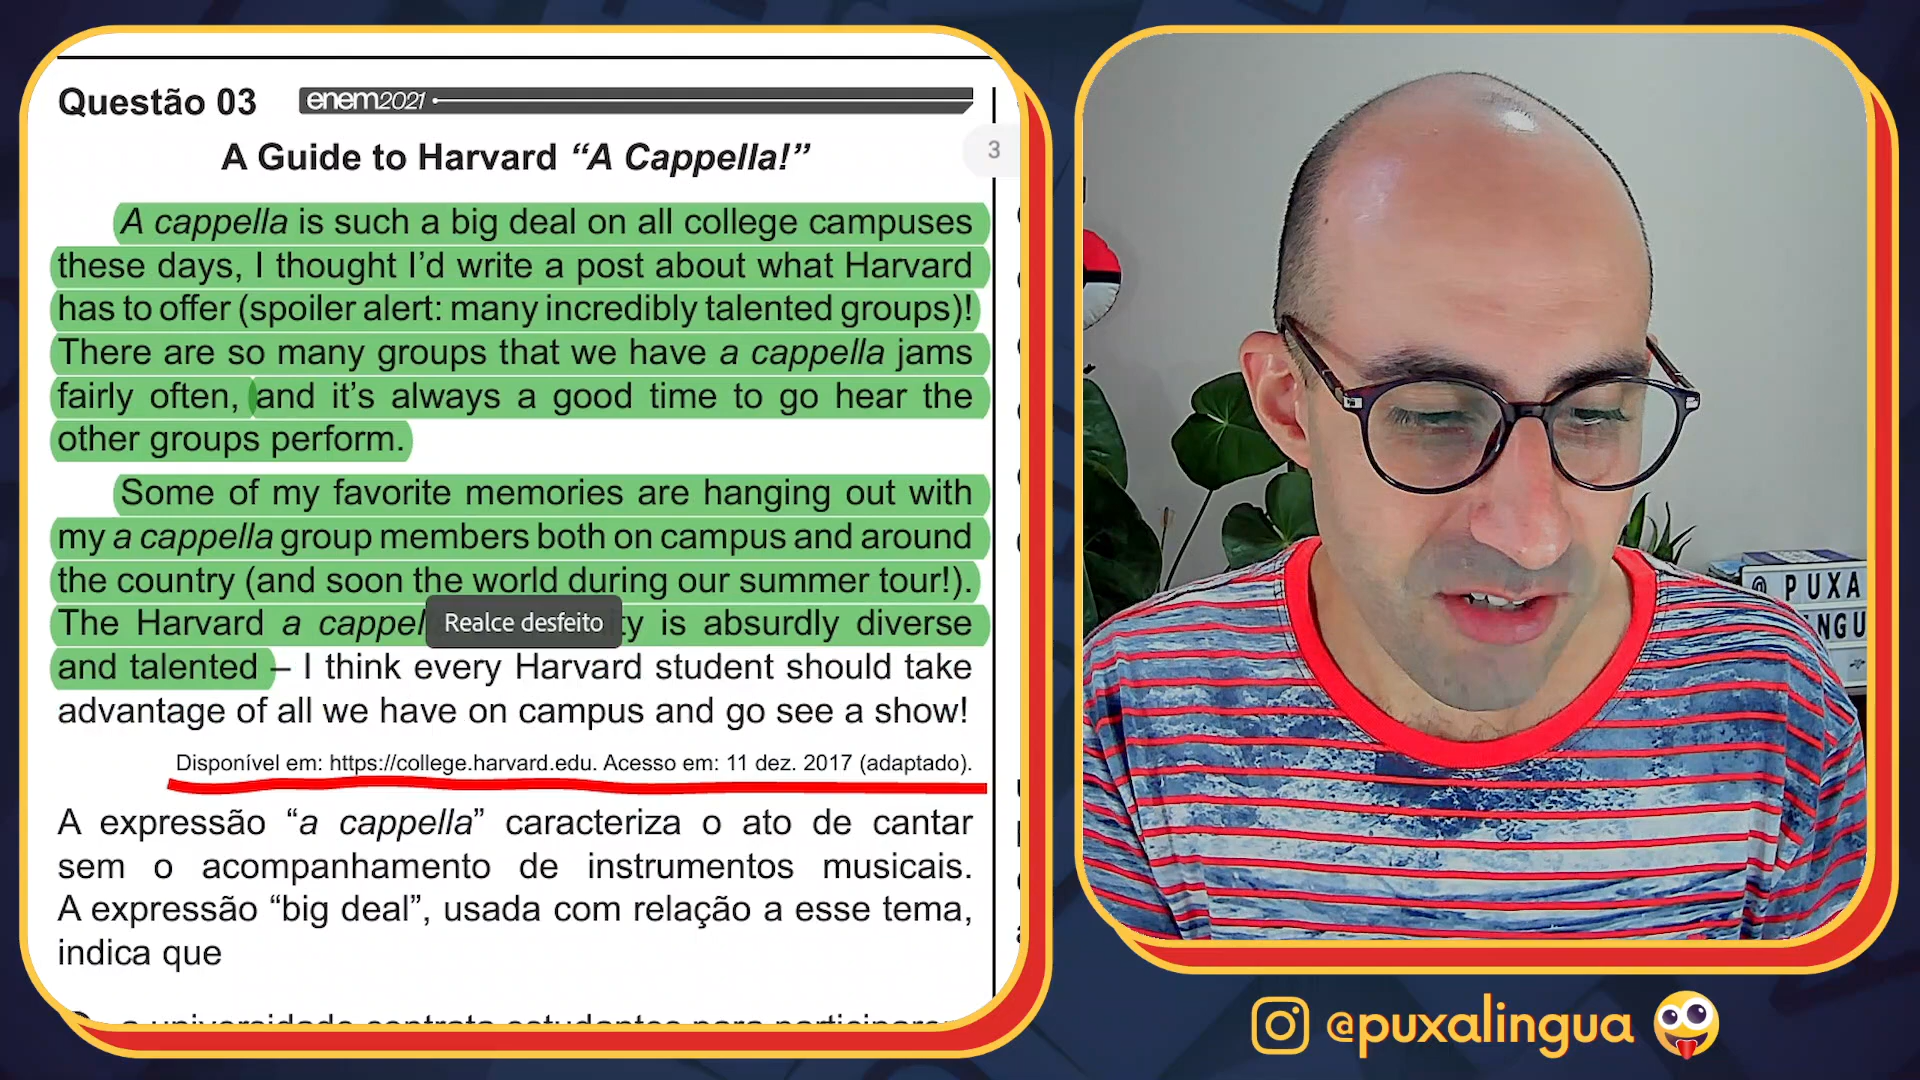 Questão 03
enem2021
3
A Guide to Harvard “A Cappella!”
A cappella is such a big deal on all college campuses
these days, I thought I’d write a post about what Harvard
has to offer (spoiler alert: many incredibly talented groups)!
There are so many groups that we have a cappella jams
fairly often, and it’s always a good time to go hear the
other groups perform.
Some of my favorite memories are hanging out with
my a cappella group members both on campus and around
the country (and soon the world during our summer tour!).
The Harvard a cappel ty is absurdly diverse
Realce desfeito
and talented – I think every Harvard student should take
advantage of all we have on campus and go see a show!
Disponível em: https://college.harvard.edu. Acesso em: 11 dez. 2017 (adaptado).
A expressão “a cappella” caracteriza o ato de cantar
sem o acompanhamento de instrumentos musicais.
A expressão “big deal”, usada com relação a esse tema,
indica que
a universidade contrata estudantes para
@ PUXA
NGU
@puxalingua